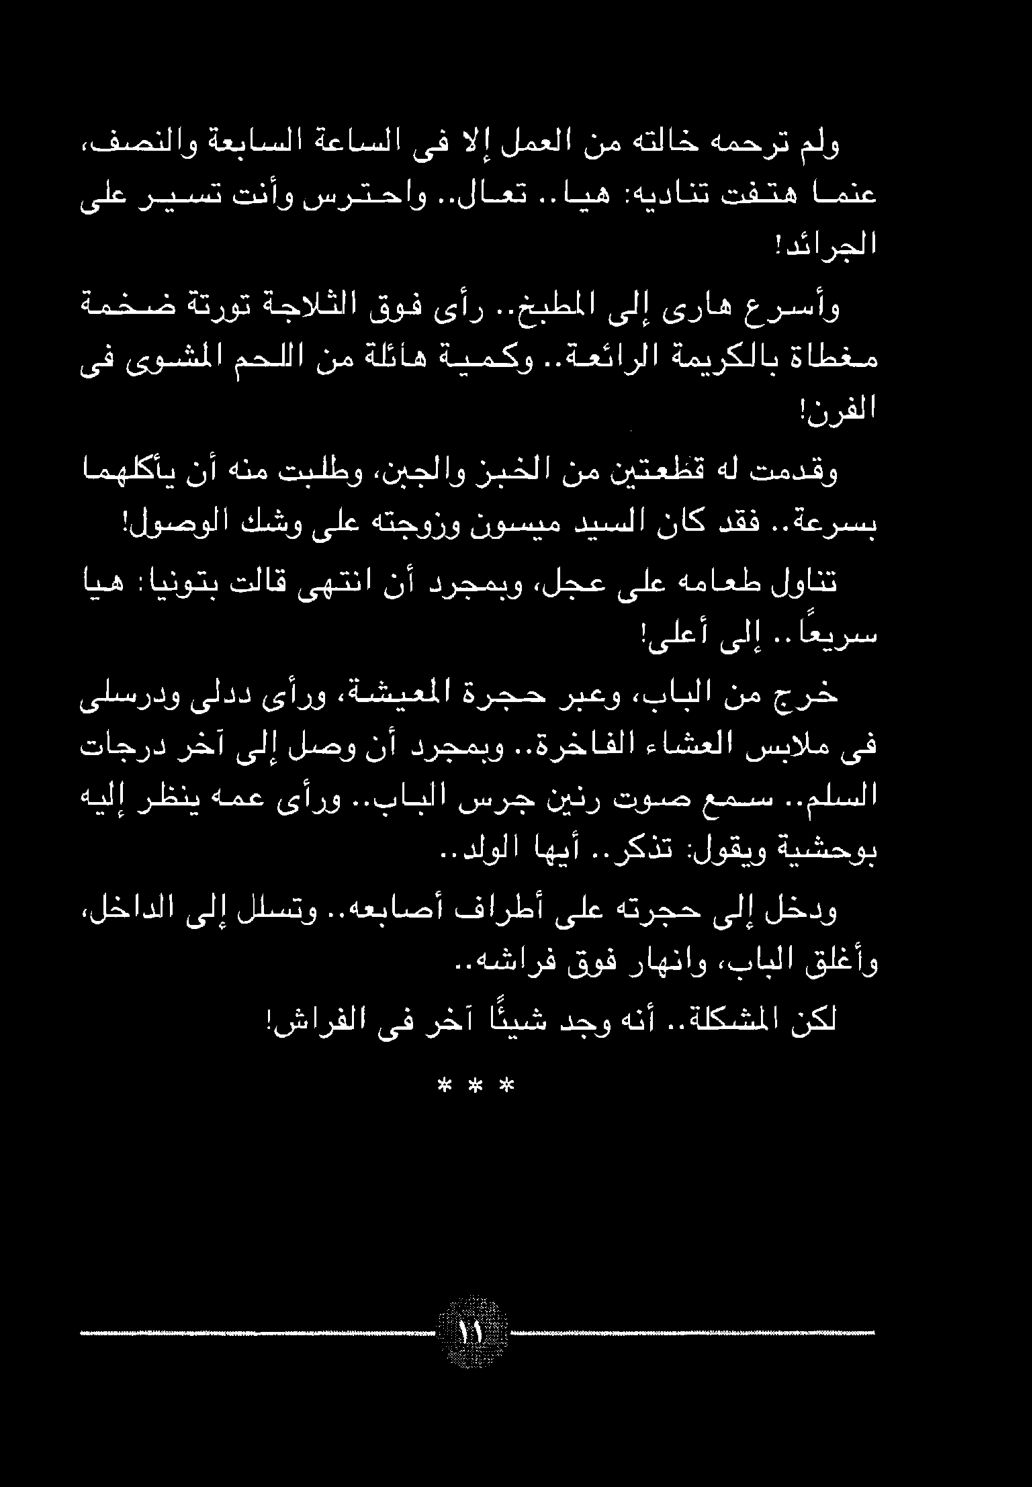 ولم ترحمه خالته من العمل إلا فى الساعة السابعة والنصف،
عنما هتفت تناديه: هيا.. تعال.. واحترس وأنت تسير على
الجرائد!
وأسرع هارى إلى المطبخ.. رأى فوق الثلاجة تورتة ضخمة
مغطاة بالكريمة الرائعة.. وكمية هائلة من اللحم المشوى فى
الفرن!
وقدمت له قظعتين من الخبز والجبن، وطلبت منه أن يأكلهما
بسرعة.. فقد كان السيد ميسون وزوجته على وشك الوصول!
تناول طعامه على عجل، وبمجرد أن انتهى قالت بتونيا: هيا
سريعاً.. إلى أعلى!
خرج من الباب، وعبر حجرة المعيشة، ورأى ددلى ودرسلى
فى ملابس العشاء الفاخرة.. وبمجرد أن وصل إلى آخر درجات
السلم.. سمع صوت رنين جرس الباب.. ورأى عمه ينظر إليه
بوحشية ويقول: تذكر.. أيها الولد..
ودخل إلى حجرته على أطراف أصابعه.. وتسلل إلى الداخل،
وأغلق الباب، وانهار فوق فراشه..
لكن المشكلة.. أنه وجد شيئاً آخر فى الفراش!
* * *
١١